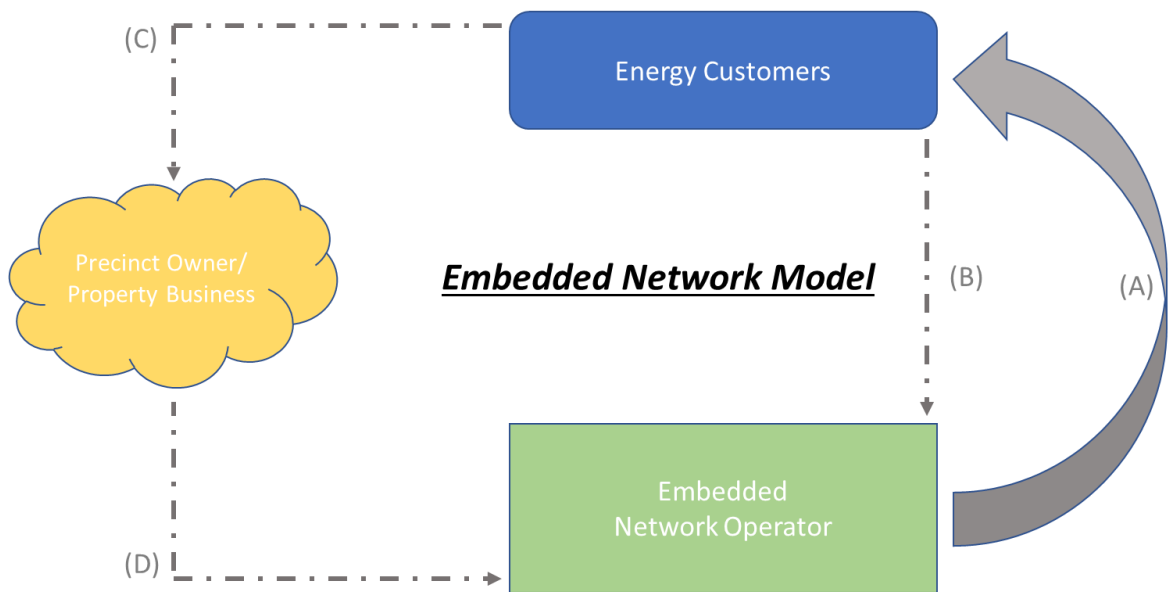 (C)
Energy Customers
Precinct Owner/
Property Business
Embedded Network Model
(B)
(A)
Embedded
Network Operator
(D)